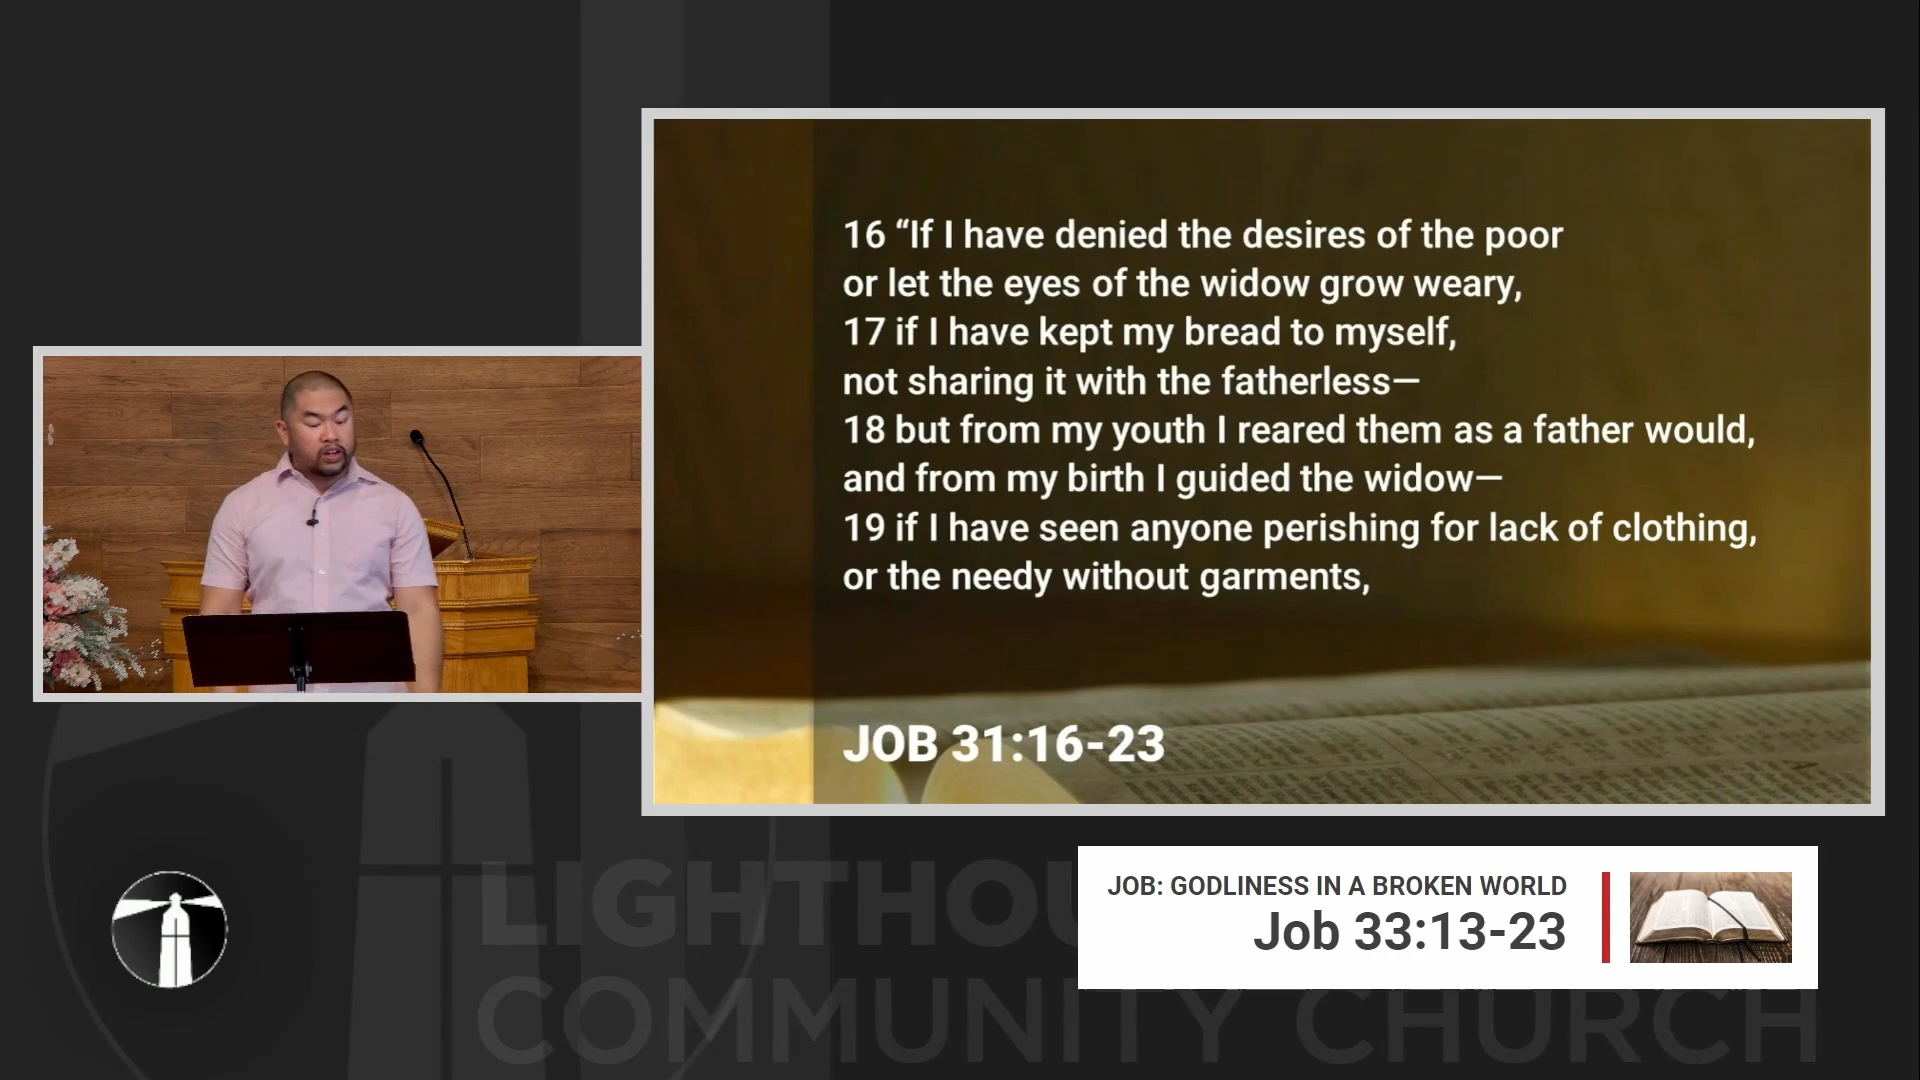 16 “If I have denied the desires of the poor
or let the eyes of the widow grow weary,
17 if I have kept my bread to myself,
not sharing it with the fatherless—
18 but from my youth I reared them as a father would,
and from my birth I guided the widow—
19 if I have seen anyone perishing for lack of clothing,
or the needy without garments,
JOB 31:16-23
JOB: GODLINESS IN A BROKEN WORLD
Job 33:13-23
LIGHTHOU
COMMUNITY CHURCH